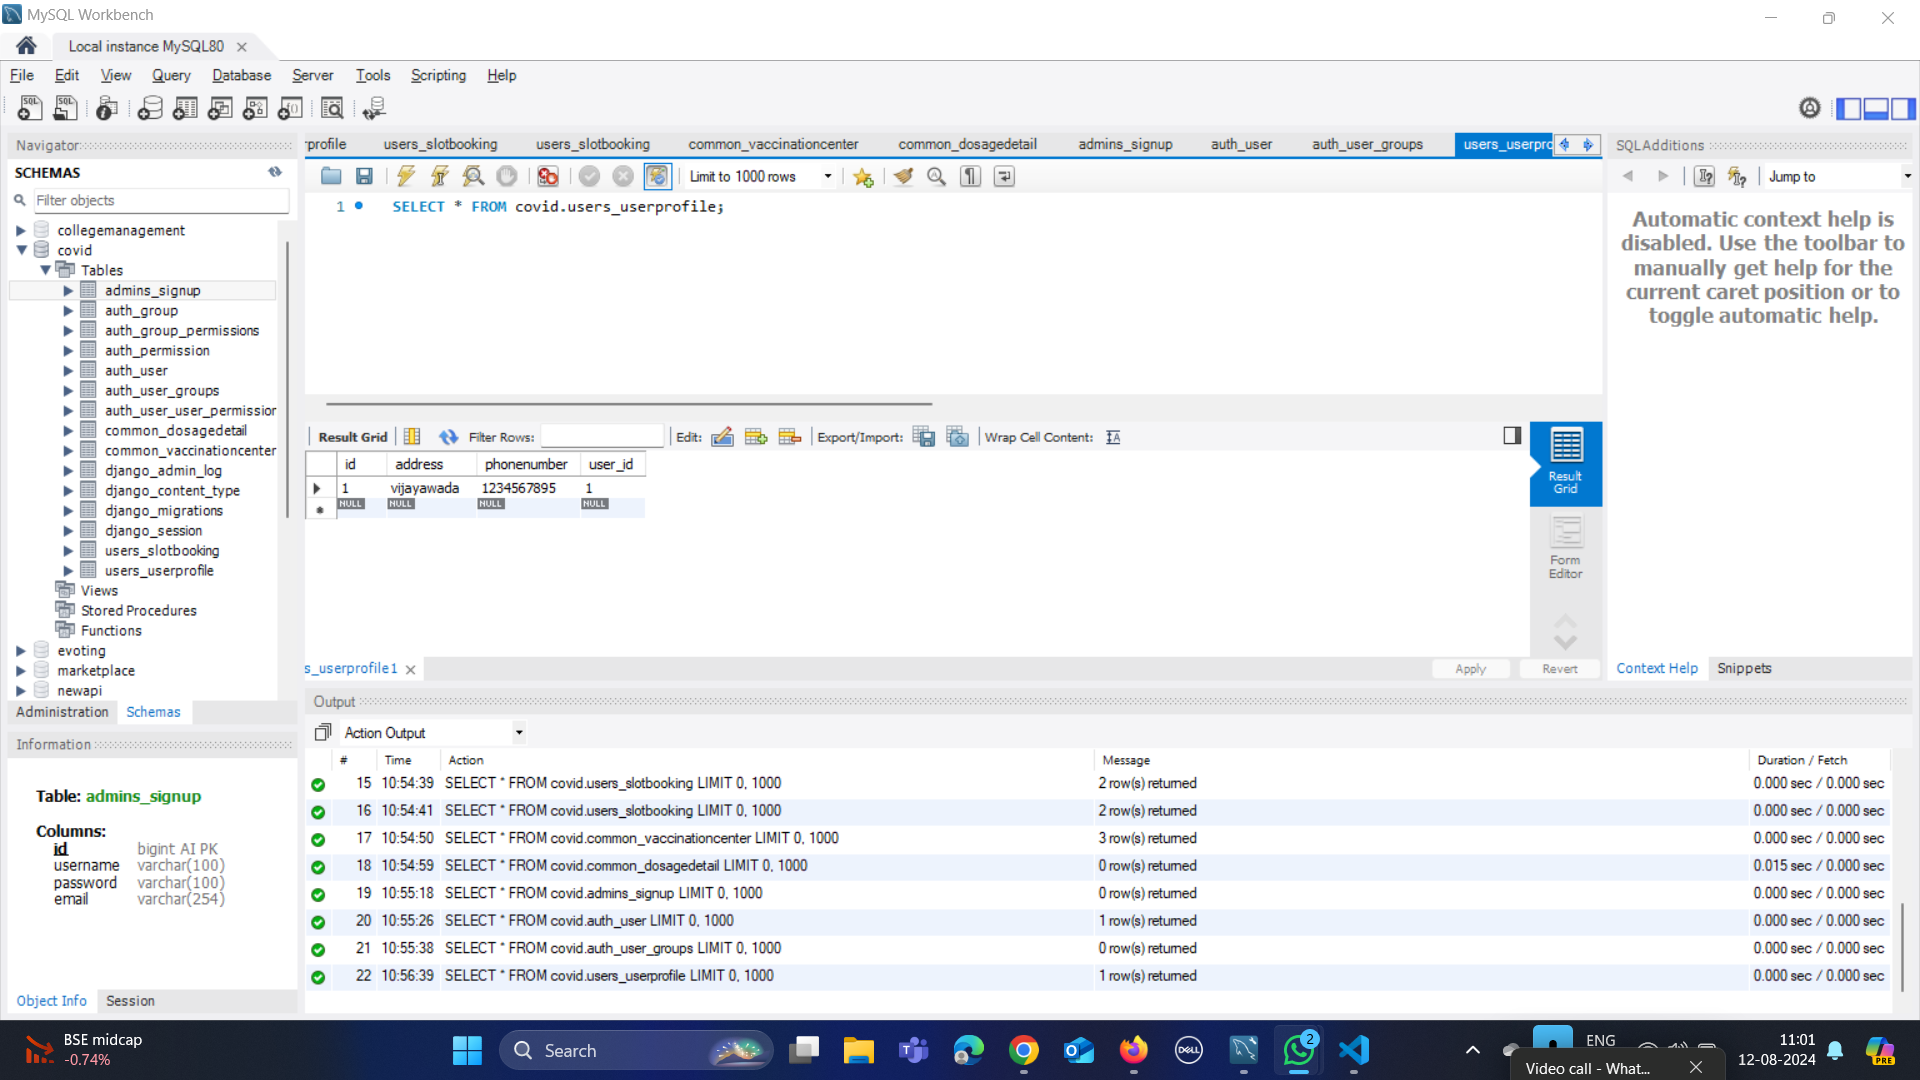 MySQL Workbench
Local instance MySQL80
File Edit View Query Database Server Tools Scripting Help
Navigator
SCHEMAS
Filter objects
collegemanagement
covid
Tables
admins_signup
auth_group
auth_group_permissions
auth_permission
auth_user
auth_user_groups
auth_user_user_permission
common_dosagedetail
common_vaccinationcenter
django_admin_log
django_content_type
django_migrations
django_session
users_slotbooking
users_userprofile
Views
Stored Procedures
Functions
evoting
marketplace
newapi
Administration Schemas
Information
Table: admins_signup
Columns:
id bigint AI PK
username varchar(100)
password varchar(100)
email varchar(254)
Object Info Session
rprofile users_slotbooking users_slotbooking common_vaccinationcenter common_dosagedetail admins_signup auth_user auth_user_groups users_userpro
Limit to 1000 rows
1 SELECT * FROM covid.users_userprofile;
Result Grid Filter Rows: Edit: Export/Import: Wrap Cell Content:
id address phonenumber user_id
1 vijayawada 1234567895 1
NULL NULL NULL NULL
Result
Grid
Form
Editor
s_userprofile1
Apply Revert
SQLAdditions
Jump to
Automatic context help is
disabled. Use the toolbar to
manually get help for the
current caret position or to
toggle automatic help.
Context Help Snippets
Output
Action Output
# Time Action Message Duration / Fetch
15 10:54:39 SELECT * FROM covid.users_slotbooking LIMIT 0, 1000 2 row(s) returned 0.000 sec / 0.000 sec
16 10:54:41 SELECT * FROM covid.users_slotbooking LIMIT 0, 1000 2 row(s) returned 0.000 sec / 0.000 sec
17 10:54:50 SELECT * FROM covid.common_vaccinationcenter LIMIT 0, 1000 3 row(s) returned 0.000 sec / 0.000 sec
18 10:54:59 SELECT * FROM covid.common_dosagedetail LIMIT 0, 1000 0 row(s) returned 0.015 sec / 0.000 sec
19 10:55:18 SELECT * FROM covid.admins_signup LIMIT 0, 1000 0 row(s) returned 0.000 sec / 0.000 sec
20 10:55:26 SELECT * FROM covid.auth_user LIMIT 0, 1000 1 row(s) returned 0.000 sec / 0.000 sec
21 10:55:38 SELECT * FROM covid.auth_user_groups LIMIT 0, 1000 0 row(s) returned 0.000 sec / 0.000 sec
22 10:56:39 SELECT * FROM covid.users_userprofile LIMIT 0, 1000 1 row(s) returned 0.000 sec / 0.000 sec
BSE midcap
-0.74%
Search
DELL
2
ENG
Video call - What...
11:01
12-08-2024
PRE